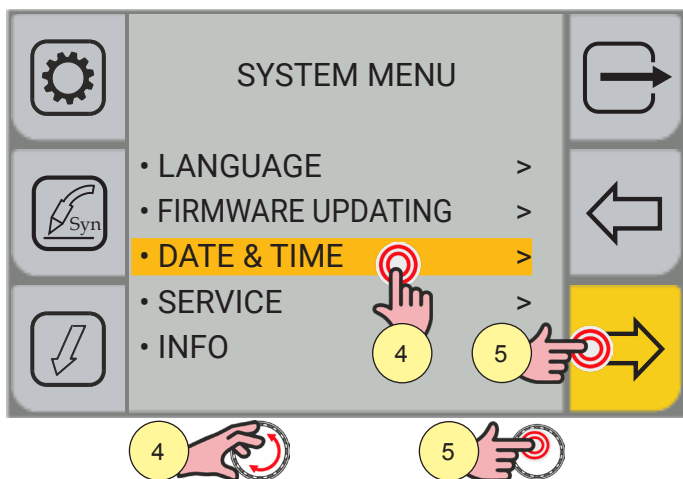 SYSTEM MENU
• LANGUAGE >
• FIRMWARE UPDATING >
• DATE & TIME >
• SERVICE >
• INFO
Syn
4
5
4
5